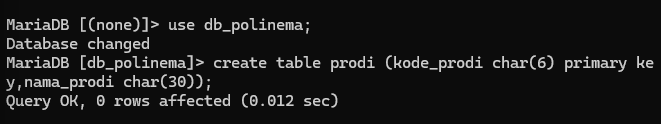 MariaDB [(none)]> use db_polinema;
Database changed
MariaDB [db_polinema]> create table prodi (kode_prodi char(6) primary ke
y,nama_prodi char(30));
Query OK, 0 rows affected (0.012 sec)